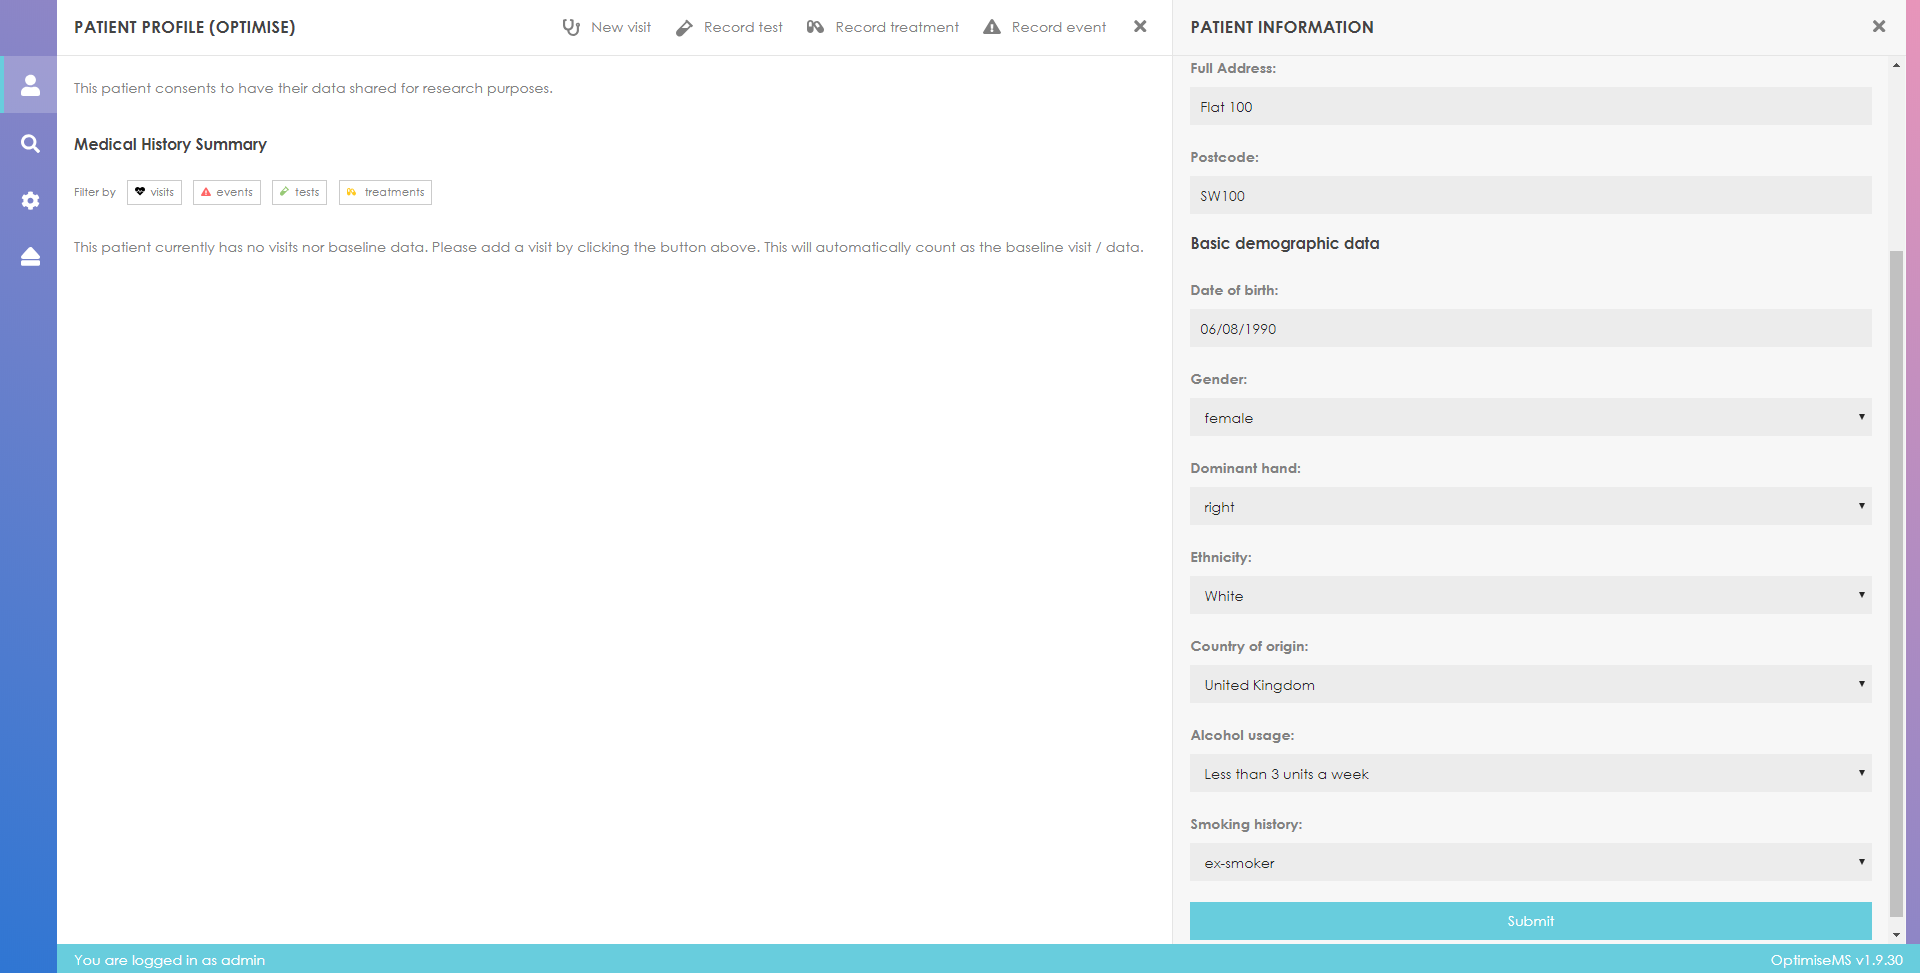 PATIENT PROFILE (OPTIMISE)
New visit
Record test
Record treatment
Record event
This patient consents to have their data shared for research purposes.
Medical History Summary
Filter by
visits
events
tests
treatments
This patient currently has no visits nor baseline data. Please add a visit by clicking the button above. This will automatically count as the baseline visit / data.
PATIENT INFORMATION
Full Address:
Flat 100
Postcode:
SW100
Basic demographic data
Date of birth:
06/08/1990
Gender:
female
Dominant hand:
right
Ethnicity:
White
Country of origin:
United Kingdom
Alcohol usage:
Less than 3 units a week
Smoking history:
ex-smoker
Submit
You are logged in as admin
OptimiseMS v1.9.30